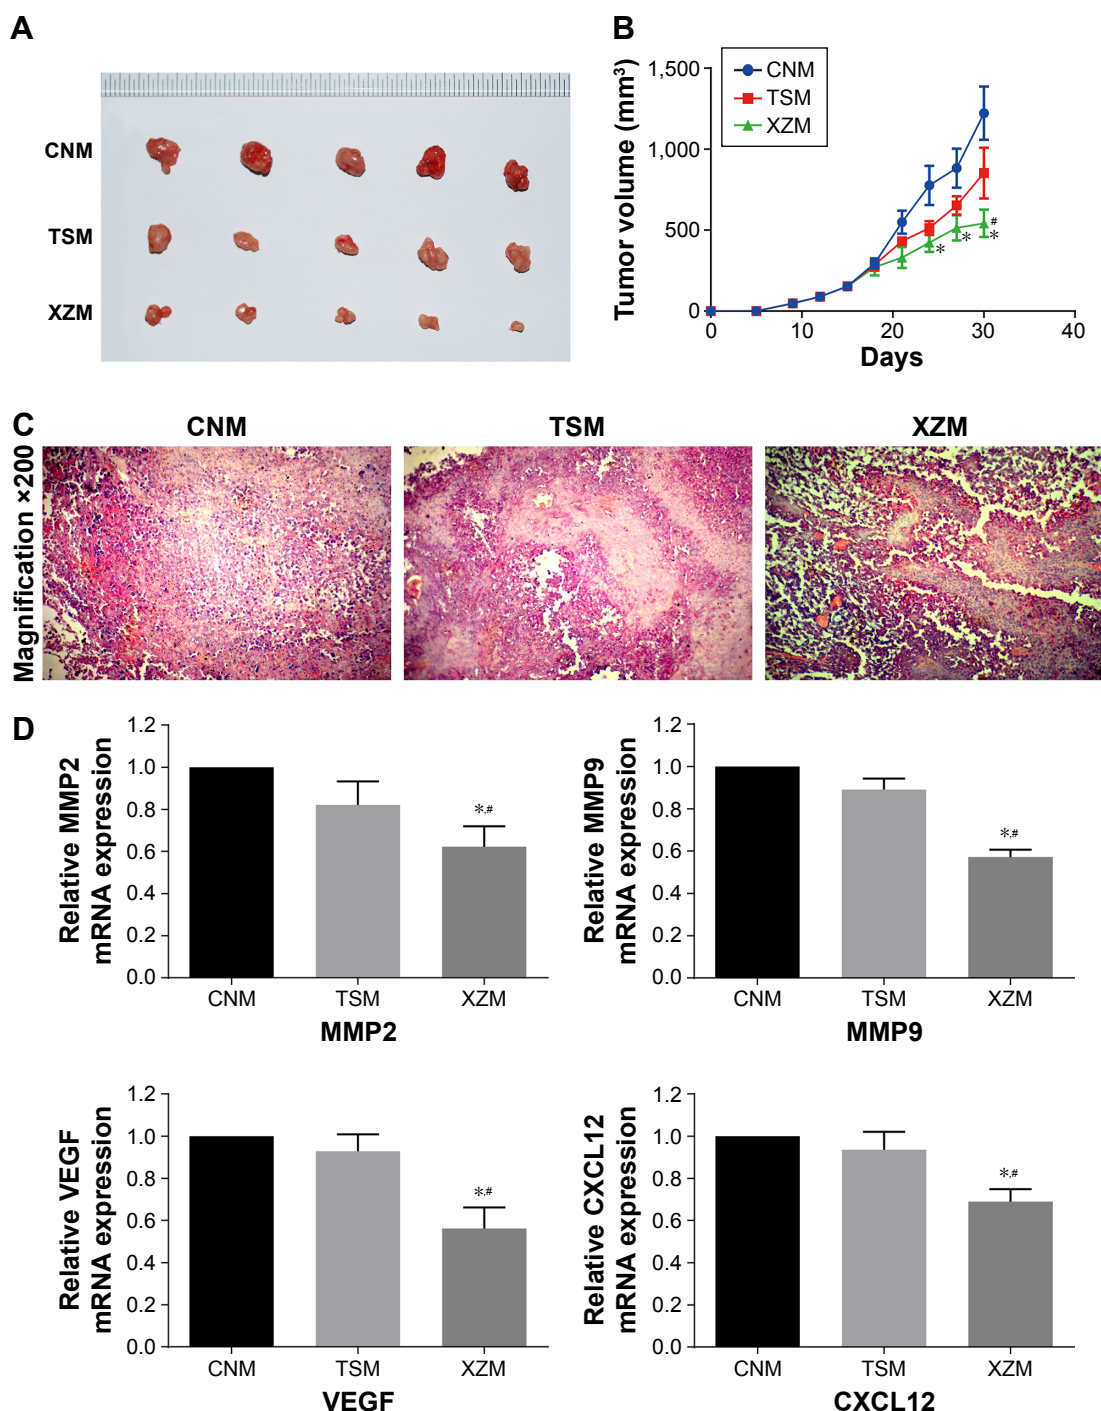 A
CNM
TSM
XZM
B
CNM
TSM
XZM
Tumor volume (mm³)
1,500
1,000
500
0
0
10
20
30
40
Days
*
*
#
*
C
CNM
TSM
XZM
Magnification ×200
D
Relative MMP2
mRNA expression
1.2
1.0
0.8
0.6
0.4
0.2
0.0
*,#
CNM
TSM
XZM
MMP2
Relative MMP9
mRNA expression
1.2
1.0
0.8
0.6
0.4
0.2
0.0
*,#
CNM
TSM
XZM
MMP9
Relative VEGF
mRNA expression
1.2
1.0
0.8
0.6
0.4
0.2
0.0
*,#
CNM
TSM
XZM
VEGF
Relative CXCL12
mRNA expression
1.2
1.0
0.8
0.6
0.4
0.2
0.0
*,#
CNM
TSM
XZM
CXCL12